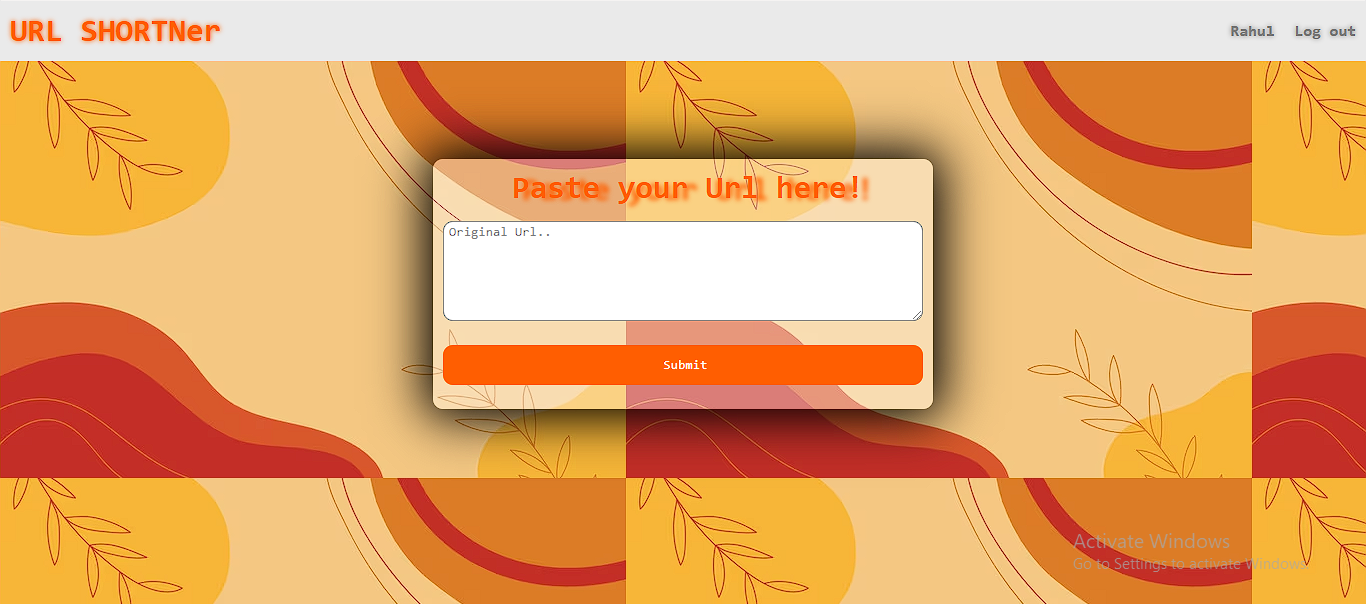 URL SHORTNer
Rahul Log out
Paste your Url here!
Original Url..
Submit
Activate Windows
Go to Settings to activate Windows.